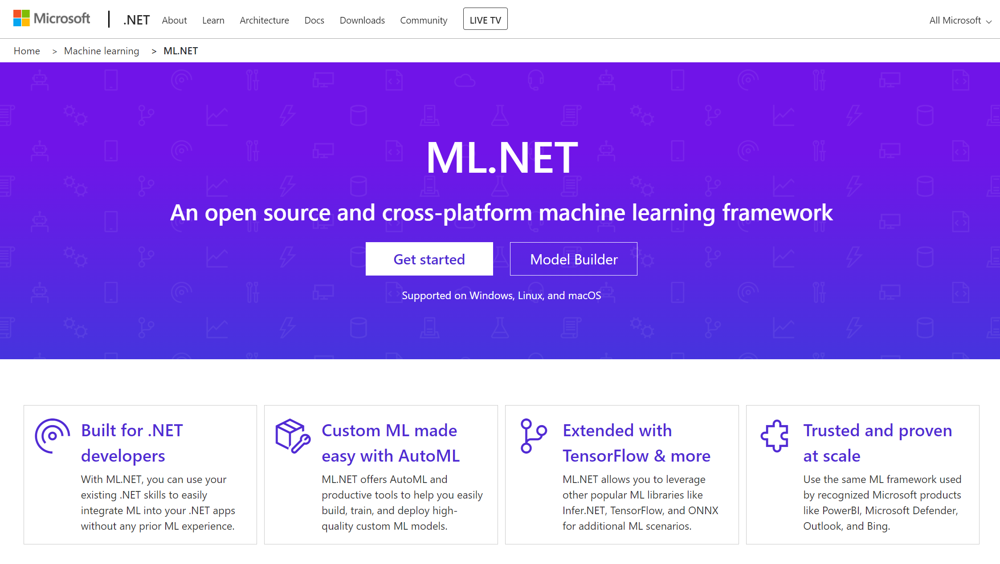 Microsoft .NET About Learn Architecture Docs Downloads Community LIVE TV All Microsoft
Home > Machine learning > ML.NET
ML.NET
An open source and cross-platform machine learning framework
Get started Model Builder
Supported on Windows, Linux, and macOS
Built for .NET
developers
With ML.NET, you can use your
existing .NET skills to easily
integrate ML into your .NET apps
without any prior ML experience.
Custom ML made
easy with AutoML
ML.NET offers AutoML and
productive tools to help you easily
build, train, and deploy high-
quality custom ML models.
Extended with
TensorFlow & more
ML.NET allows you to leverage
other popular ML libraries like
Infer.NET, TensorFlow, and ONNX
for additional ML scenarios.
Trusted and proven
at scale
Use the same ML framework used
by recognized Microsoft products
like PowerBI, Microsoft Defender,
Outlook, and Bing.